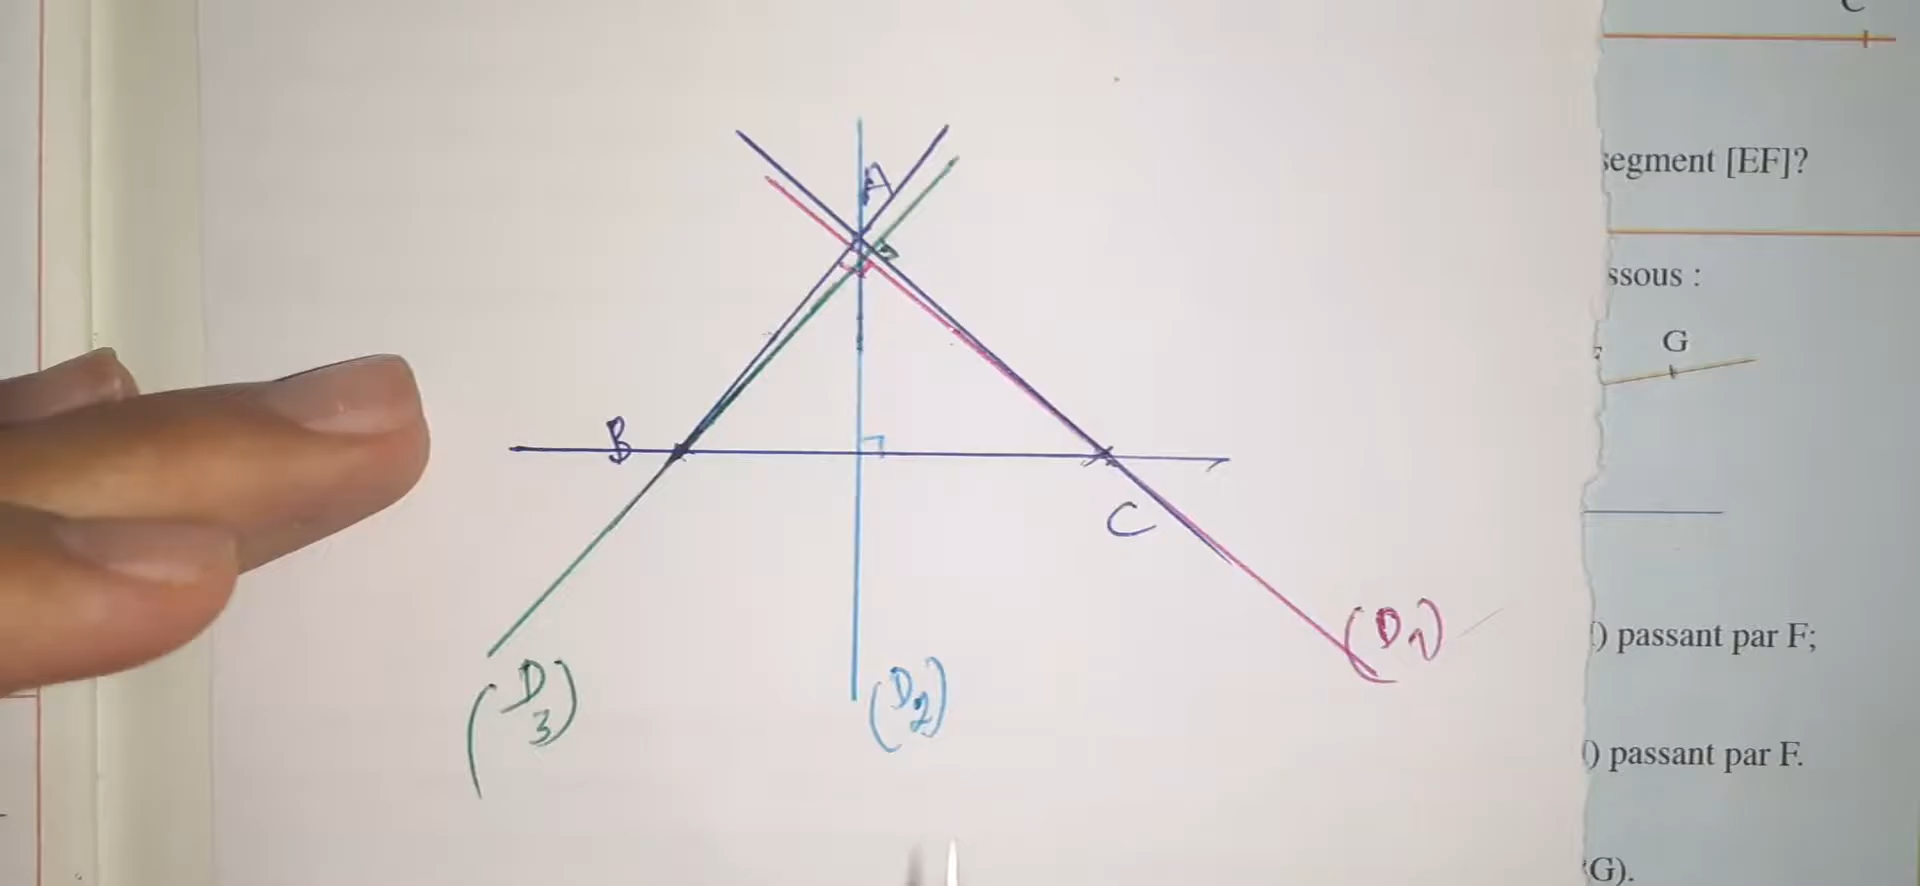 C
segment [EF]?
A
ssous :
G
B
C
(D1)
) passant par F;
(D3)
(D2)
) passant par F.
G).